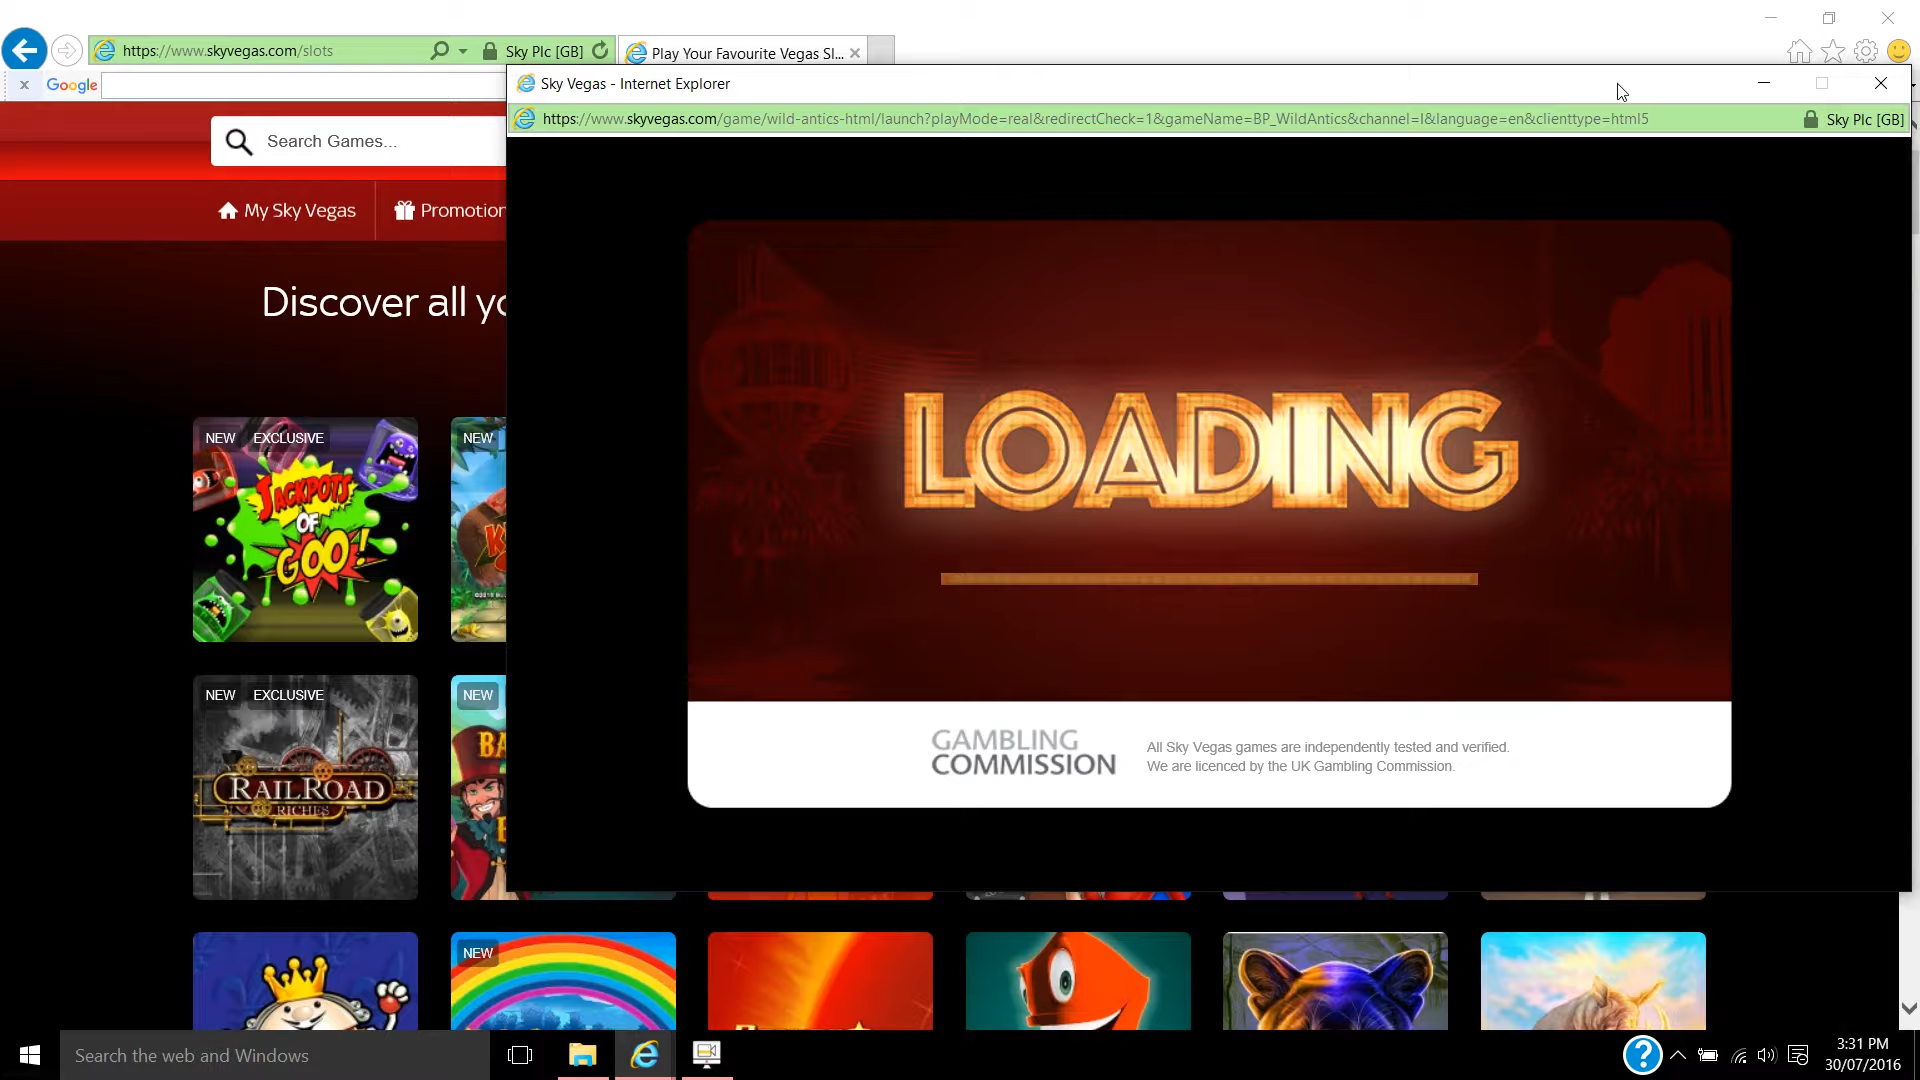 https://www.skyvegas.com/slots
Sky Plc [GB]
Play Your Favourite Vegas Sl...
Google
Sky Vegas - Internet Explorer
https://www.skyvegas.com/game/wild-antics-html/launch?playMode=real&redirectCheck=1&gameName=BP_WildAntics&channel=I&language=en&clienttype=html5
Sky Plc [GB]
Search Games...
My Sky Vegas
Promotion
Discover all yo
LOADING
NEW EXCLUSIVE
NEW
JACKPOTS
OF
GOO!
NEW EXCLUSIVE
NEW
BA
RAILROAD
RICHES
GAMBLING
COMMISSION
All Sky Vegas games are independently tested and verified.
We are licenced by the UK Gambling Commission.
NEW
Search the web and Windows
3:31 PM
30/07/2016